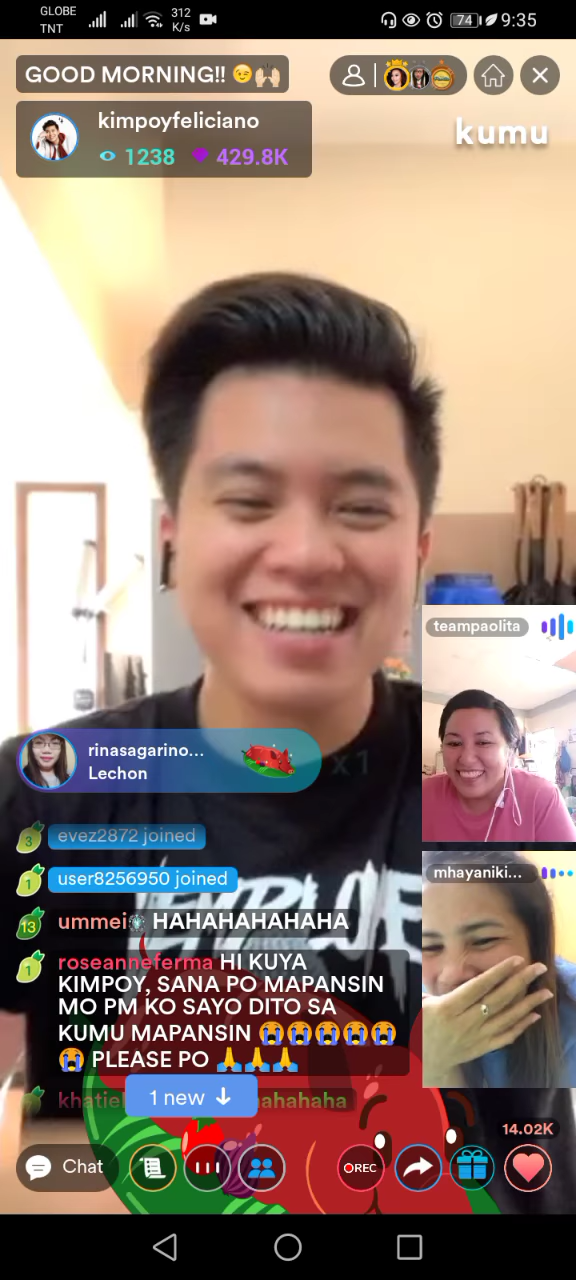 GLOBE
TNT
312
K/s
74
9:35
GOOD MORNING!! 😉🙌🏻
kimpoyfeliciano
1238 429.8K
kumu
teampaolita
rinasagarino...
Lechon
x1
3 evez2872 joined
1 user8256950 joined
mhayaniki...
13 ummei HAHAHAHAHAHA
1 roseanneferma HI KUYA
KIMPOY, SANA PO MAPANSIN
MO PM KO SAYO DITO SA
KUMU MAPANSIN 😭😭😭😭😭
😭 PLEASE PO 🙏🙏🙏
1 new ↓
14.02K
Chat
REC